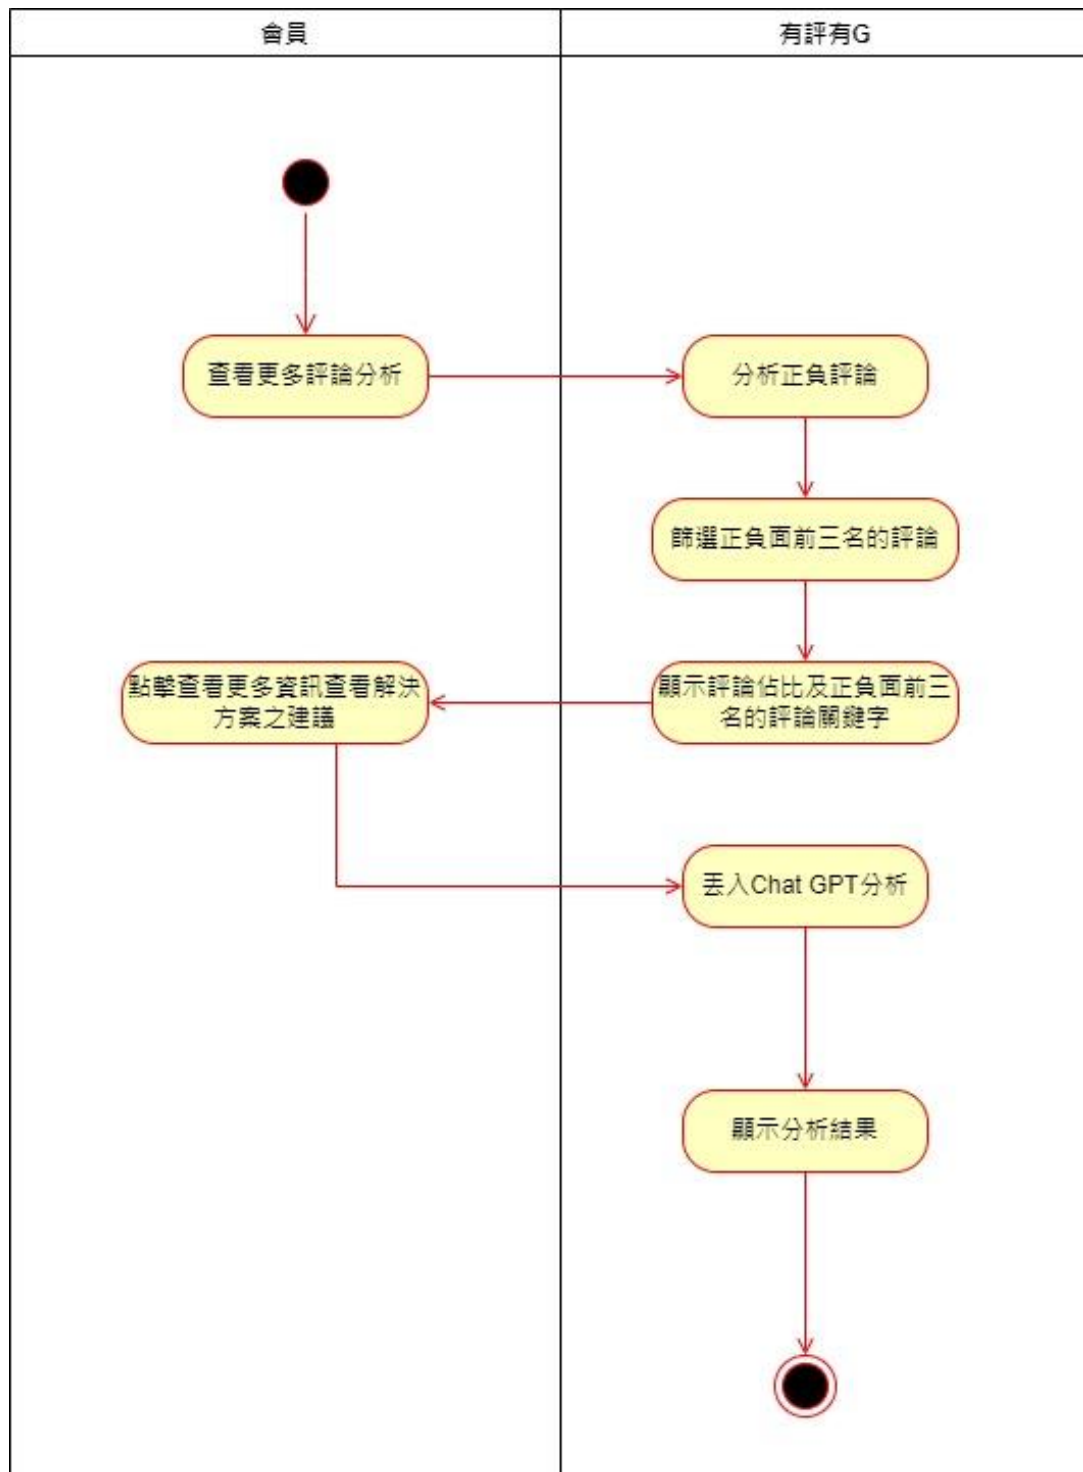 會員
有評有G
查看更多評論分析
分析正負評論
篩選正負面前三名的評論
點擊查看更多資訊查看解決
方案之建議
顯示評論佔比及正負面前三
名的評論關鍵字
丟入Chat GPT分析
顯示分析結果